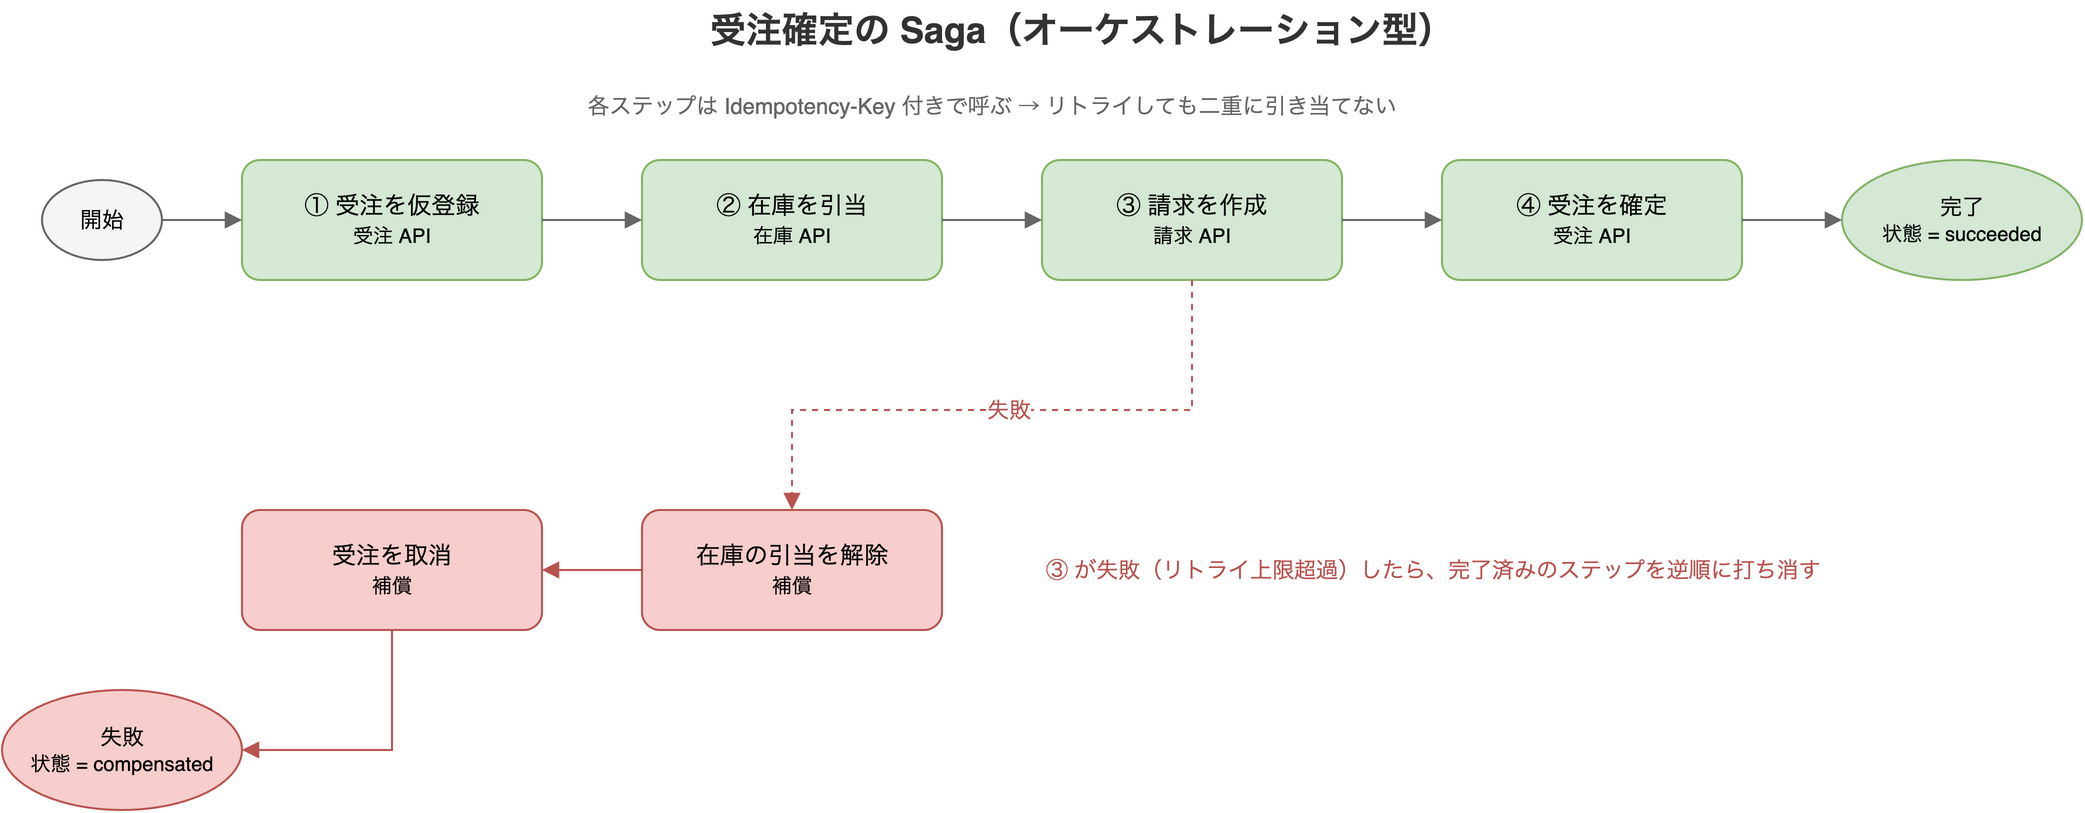 受注確定の Saga（オーケストレーション型）
各ステップは Idempotency-Key 付きで呼ぶ → リトライしても二重に引き当てない
開始
① 受注を仮登録
受注 API
② 在庫を引当
在庫 API
③ 請求を作成
請求 API
④ 受注を確定
受注 API
完了
状態 = succeeded
失敗
受注を取消
補償
在庫の引当を解除
補償
③ が失敗（リトライ上限超過）したら、完了済みのステップを逆順に打ち消す
失敗
状態 = compensated